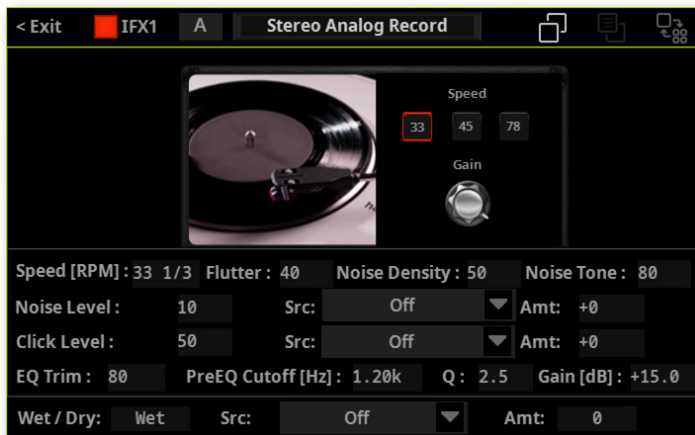 < Exit IFX1 A Stereo Analog Record
Speed
33 45 78
Gain
Speed [RPM] : 33 1/3 Flutter : 40 Noise Density : 50 Noise Tone : 80
Noise Level : 10 Src: Off Amt: +0
Click Level : 50 Src: Off Amt: +0
EQ Trim : 80 PreEQ Cutoff [Hz] : 1.20k Q : 2.5 Gain [dB] : +15.0
Wet / Dry: Wet Src: Off Amt: 0